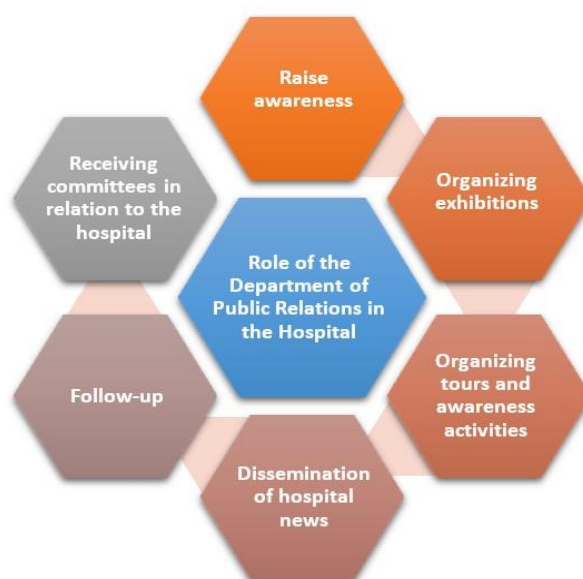 Raise
awareness
Organizing
exhibitions
Organizing
tours and
awareness
activities
Dissemination
of hospital
news
Follow-up
Receiving
committees in
relation to the
hospital
Role of the
Department of
Public Relations in
the Hospital